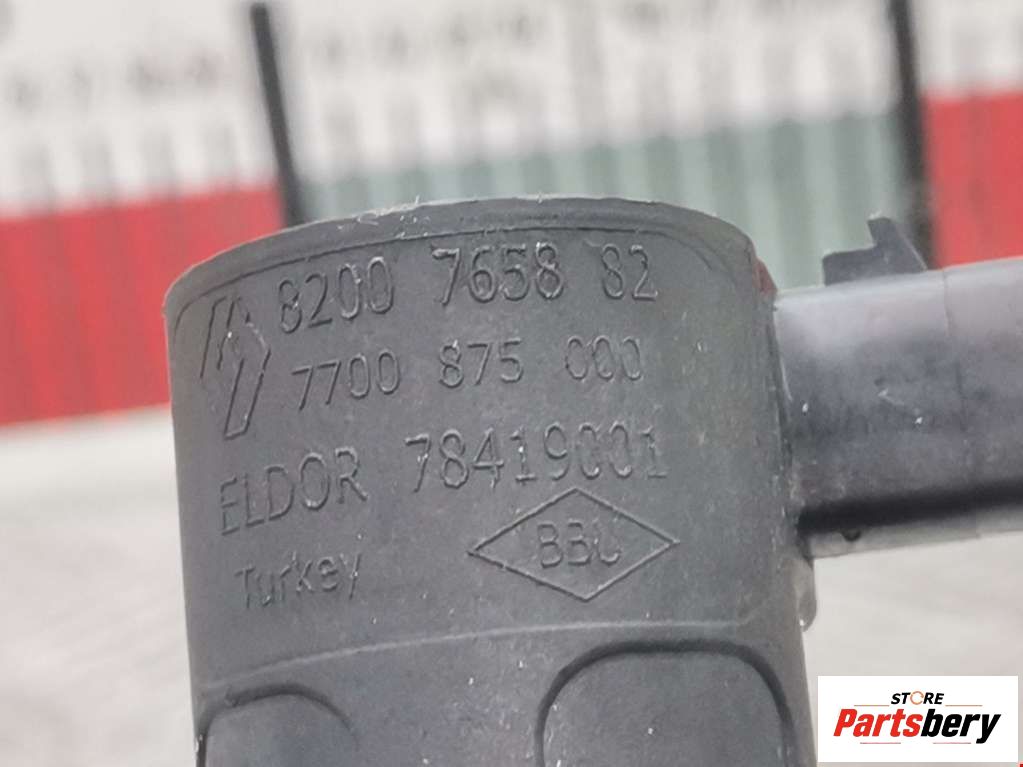 8200 7658 82
7700 875 000
ELDOR 78419001
Turkey
BBU
STORE
Partsbery